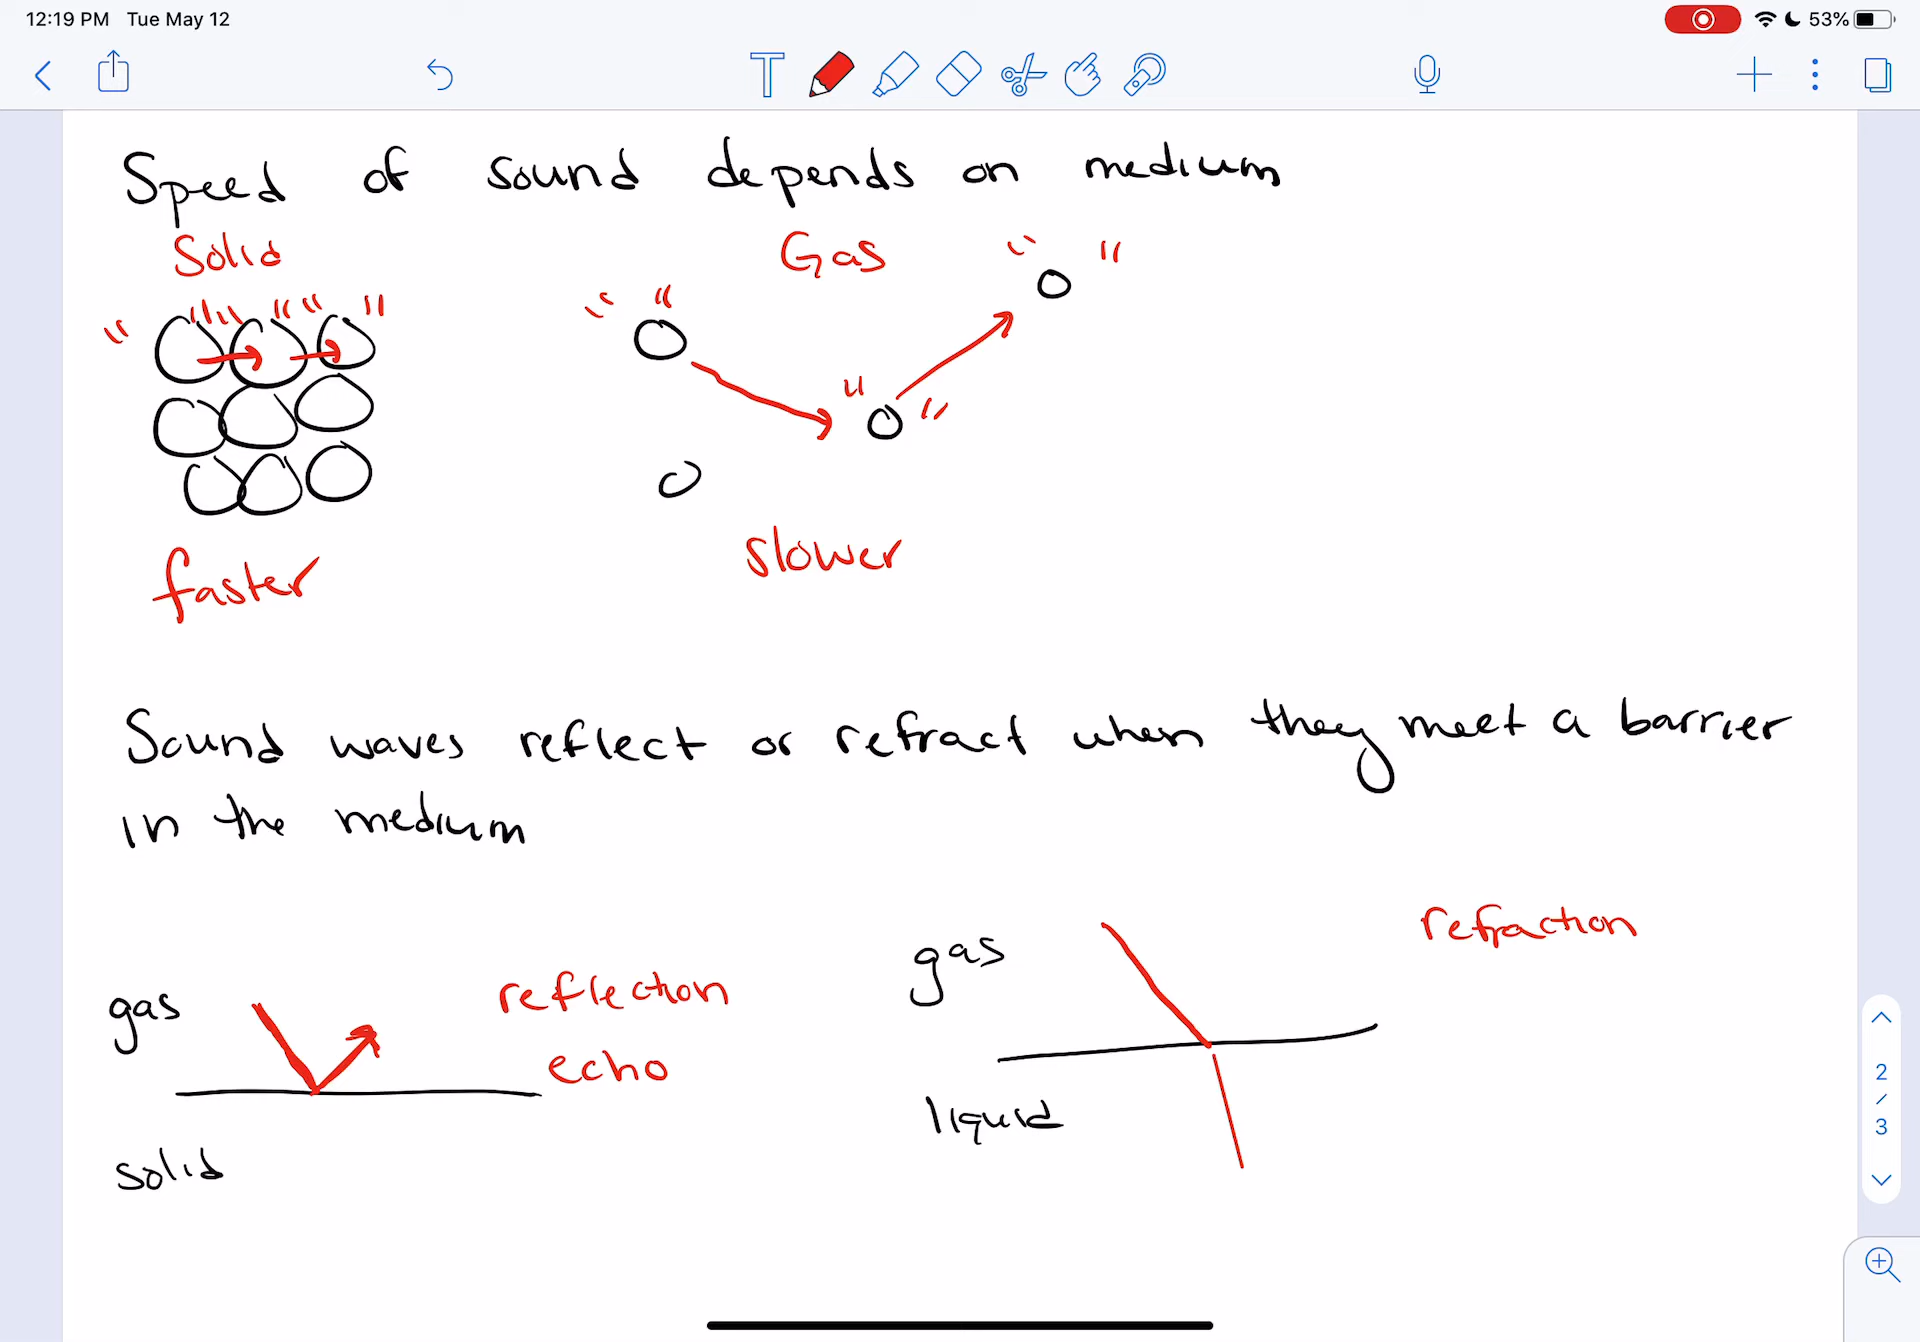 12:19 PM Tue May 12
53%
T
Speed of sound depends on medium
Solid
Gas
faster
slower
Sound waves reflect or refract when they meet a barrier
in the medium
gas
reflection
echo
solid
gas
refraction
liquid
2
/
3